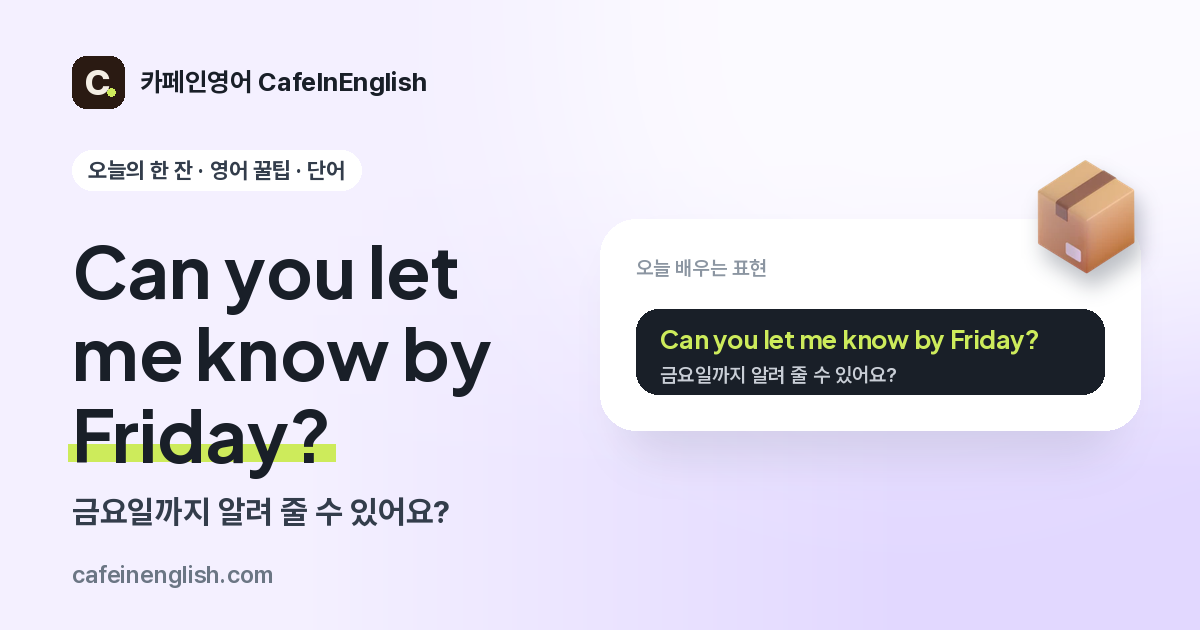 C
카페인영어 CafeInEnglish
오늘의 한 잔 · 영어 꿀팁 · 단어
Can you let
me know by
Friday?
금요일까지 알려 줄 수 있어요?
cafeinenglish.com
오늘 배우는 표현
Can you let me know by Friday?
금요일까지 알려 줄 수 있어요?